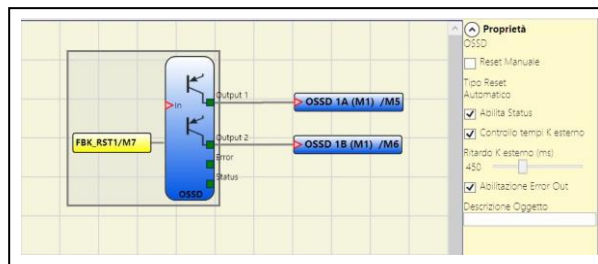 FBK_RST1/M7
In
Output 1
Output 2
Error
Status
OSSD
OSSD 1A (M1) /M5
OSSD 1B (M1) /M6
Proprietà
OSSD
Reset Manuale
Tipo Reset
Automatico
Abilita Status
Controllo tempi K esterno
Ritardo K esterno (ms)
450
Abilitazione Error Out
Descrizione Oggetto